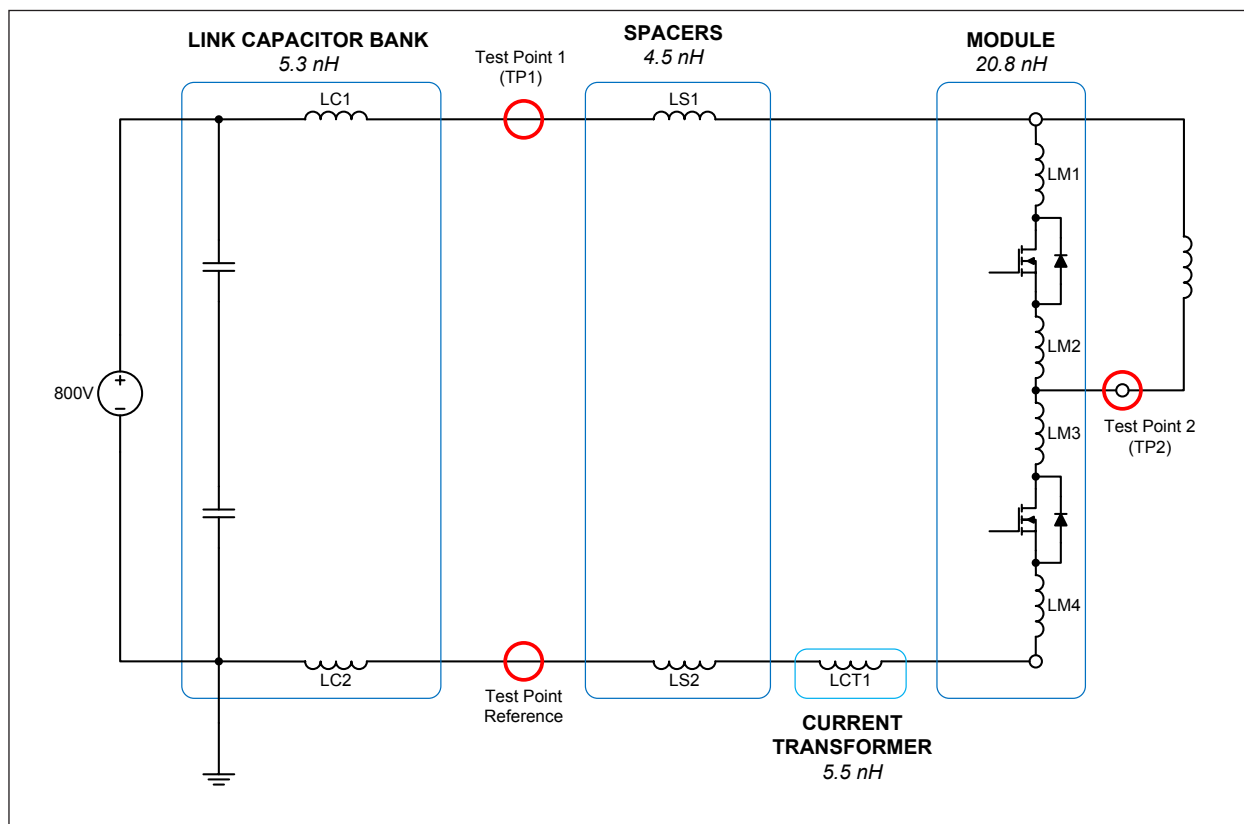 LINK CAPACITOR BANK
5.3 nH
SPACERS
4.5 nH
MODULE
20.8 nH
Test Point 1
(TP1)
LC1
LS1
LM1
LM2
800V
+
–
Test Point 2
(TP2)
LM3
LM4
LC2
Test Point
Reference
LS2
LCT1
CURRENT
TRANSFORMER
5.5 nH